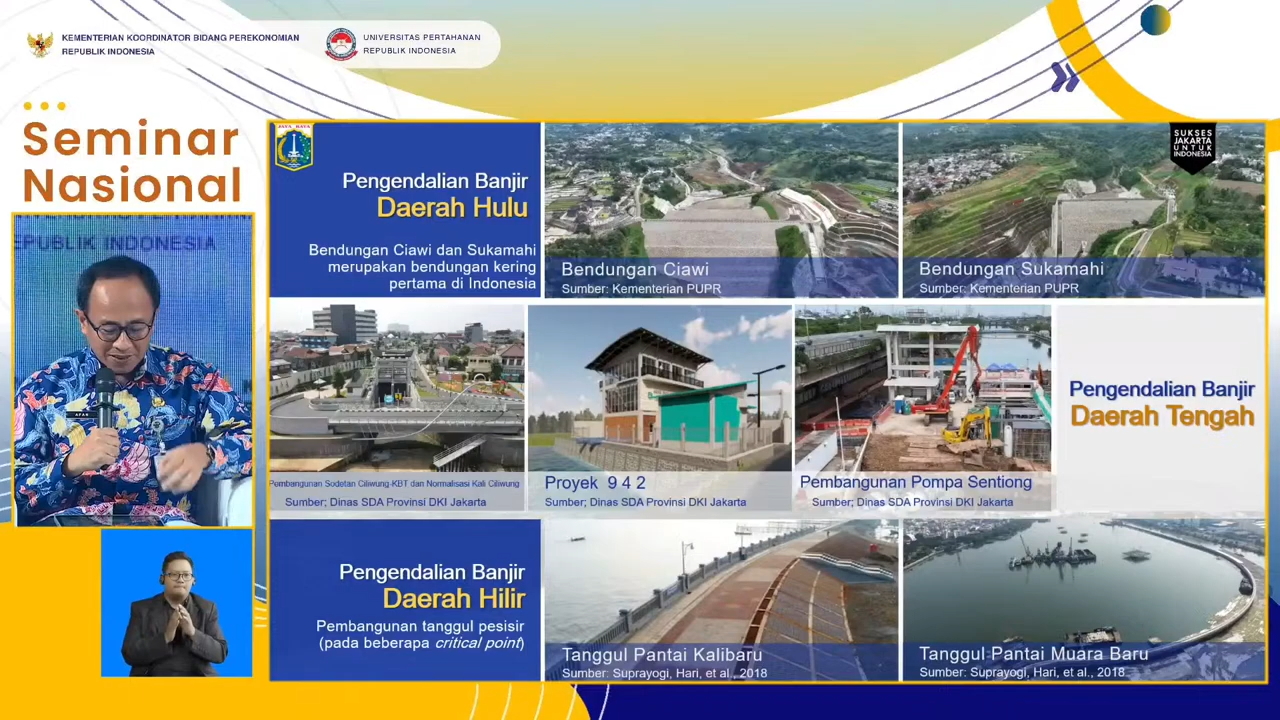 KEMENTERIAN KOORDINATOR BIDANG PEREKONOMIAN
REPUBLIK INDONESIA
UNIVERSITAS PERTAHANAN
REPUBLIK INDONESIA
Seminar
Nasional
EPUBLIK INDONESIA
AFAN
JAYA RAYA
Pengendalian Banjir
Daerah Hulu
Bendungan Ciawi dan Sukamahi
merupakan bendungan kering
pertama di Indonesia
Bendungan Ciawi
Sumber: Kementerian PUPR
SUKSES
JAKARTA
UNTUK
INDONESIA
Bendungan Sukamahi
Sumber: Kementerian PUPR
Pembangunan Sodetan Ciliwung-KBT dan Normalisasi Kali Ciliwung
Sumber; Dinas SDA Provinsi DKI Jakarta
Proyek 9 4 2
Sumber: Dinas SDA Provinsi DKI Jakarta
Pembangunan Pompa Sentiong
Sumber; Dinas SDA Provinsi DKI Jakarta
Pengendalian Banjir
Daerah Tengah
Pengendalian Banjir
Daerah Hilir
Pembangunan tanggul pesisir
(pada beberapa critical point)
Tanggul Pantai Kalibaru
Sumber: Suprayogi, Hari, et al., 2018
Tanggul Pantai Muara Baru
Sumber: Suprayogi, Hari, et al., 2018